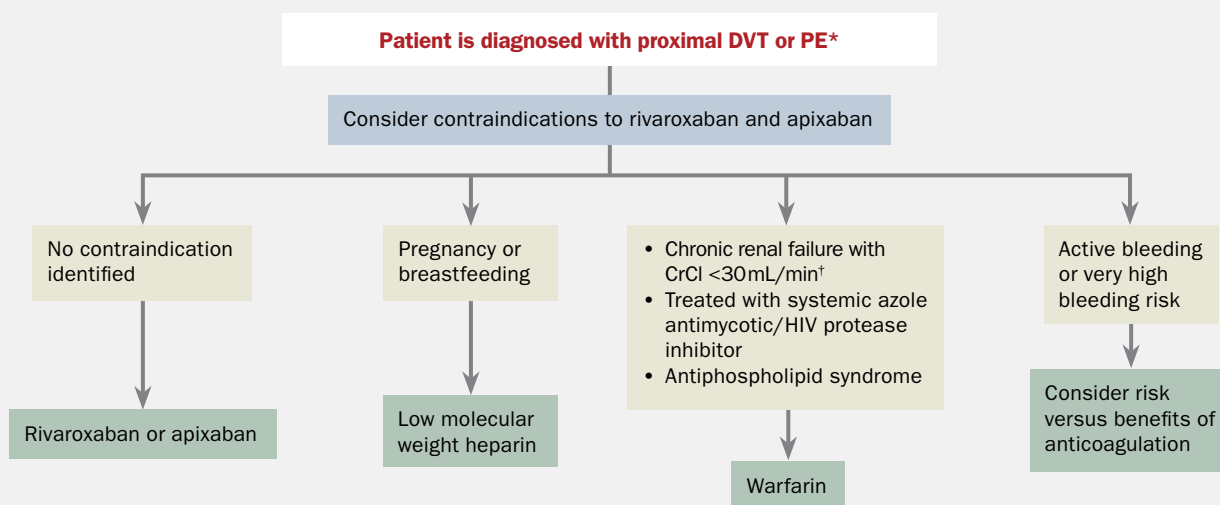 Patient is diagnosed with proximal DVT or PE*
Consider contraindications to rivaroxaban and apixaban
No contraindication
identified
Pregnancy or
breastfeeding
• Chronic renal failure with
CrCl <30mL/min†
• Treated with systemic azole
antimycotic/HIV protease
inhibitor
• Antiphospholipid syndrome
Active bleeding
or very high
bleeding risk
Rivaroxaban or apixaban
Low molecular
weight heparin
Warfarin
Consider risk
versus benefits of
anticoagulation